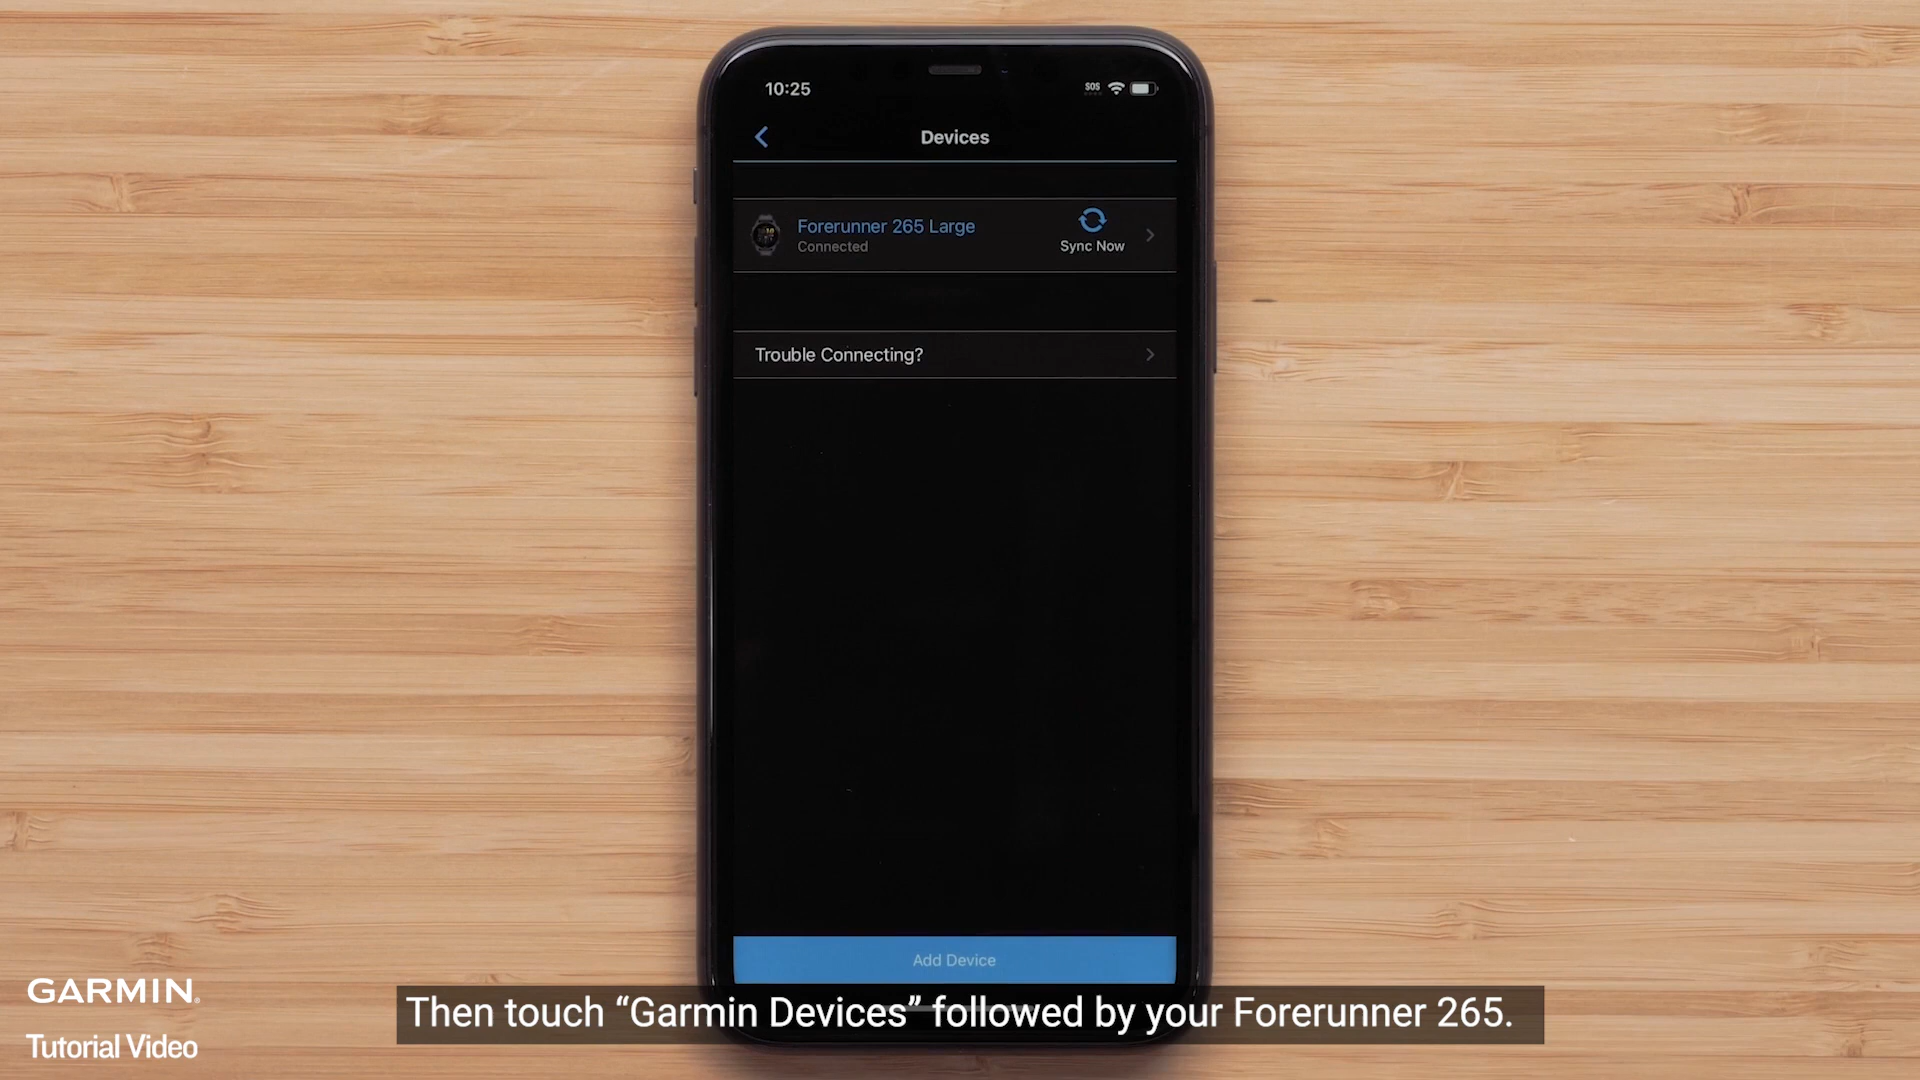 10:25
SOS
Devices
Forerunner 265 Large
Connected
Sync Now
Trouble Connecting?
Add Device
Then touch “Garmin Devices” followed by your Forerunner 265.
GARMIN®
Tutorial Video